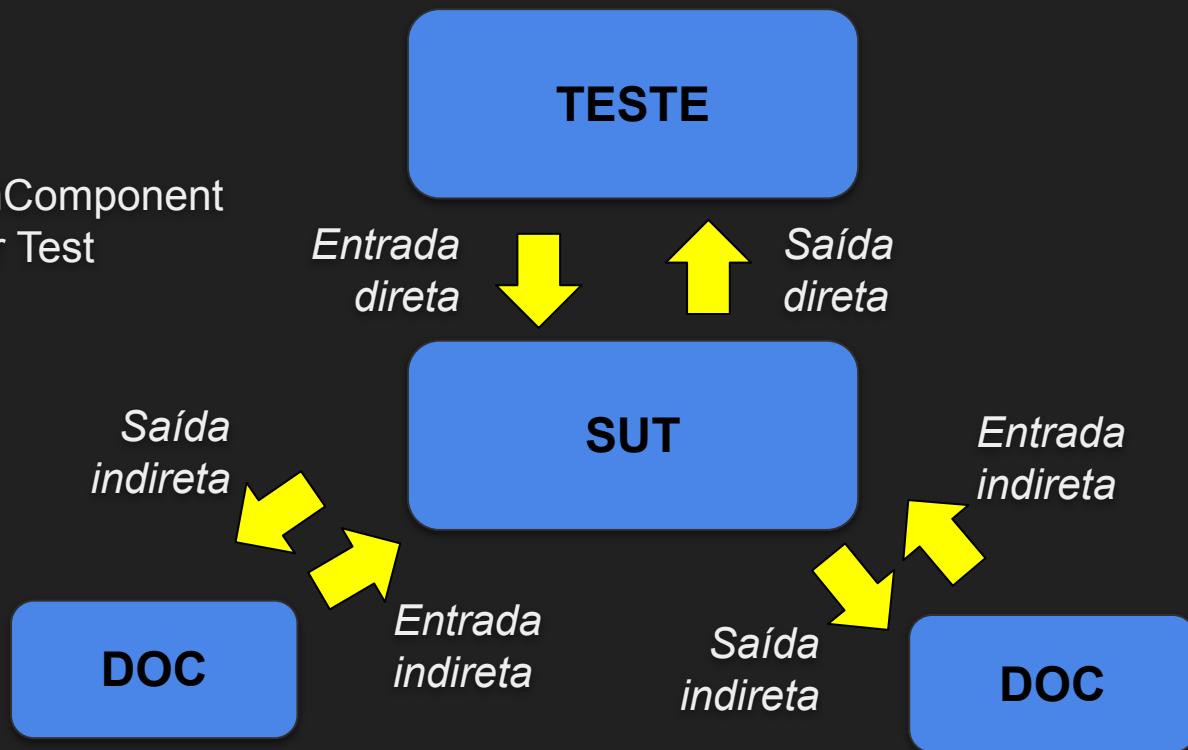 TESTE
Component
Test
Entrada
direta
Saída
direta
SUT
Saída
indireta
Entrada
indireta
Entrada
indireta
Saída
indireta
DOC
DOC